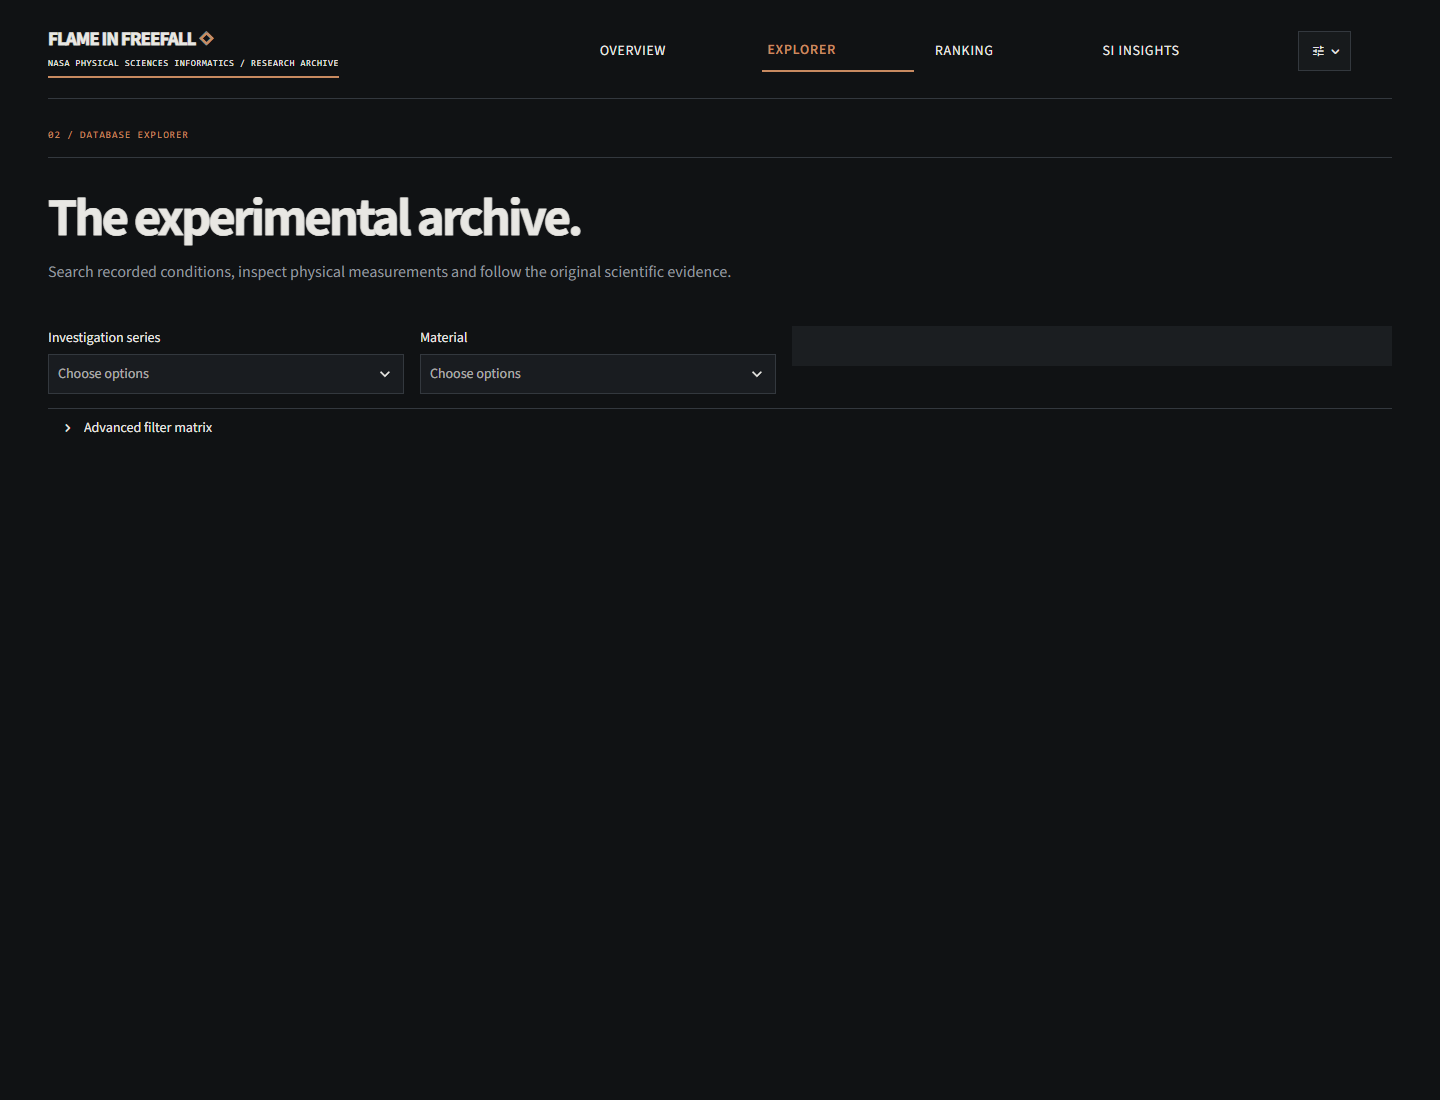 FLAME IN FREEFALL
NASA PHYSICAL SCIENCES INFORMATICS / RESEARCH ARCHIVE
OVERVIEW
EXPLORER
RANKING
SI INSIGHTS
02 / DATABASE EXPLORER
The experimental archive.
Search recorded conditions, inspect physical measurements and follow the original scientific evidence.
Investigation series
Material
Choose options
Choose options
Advanced filter matrix